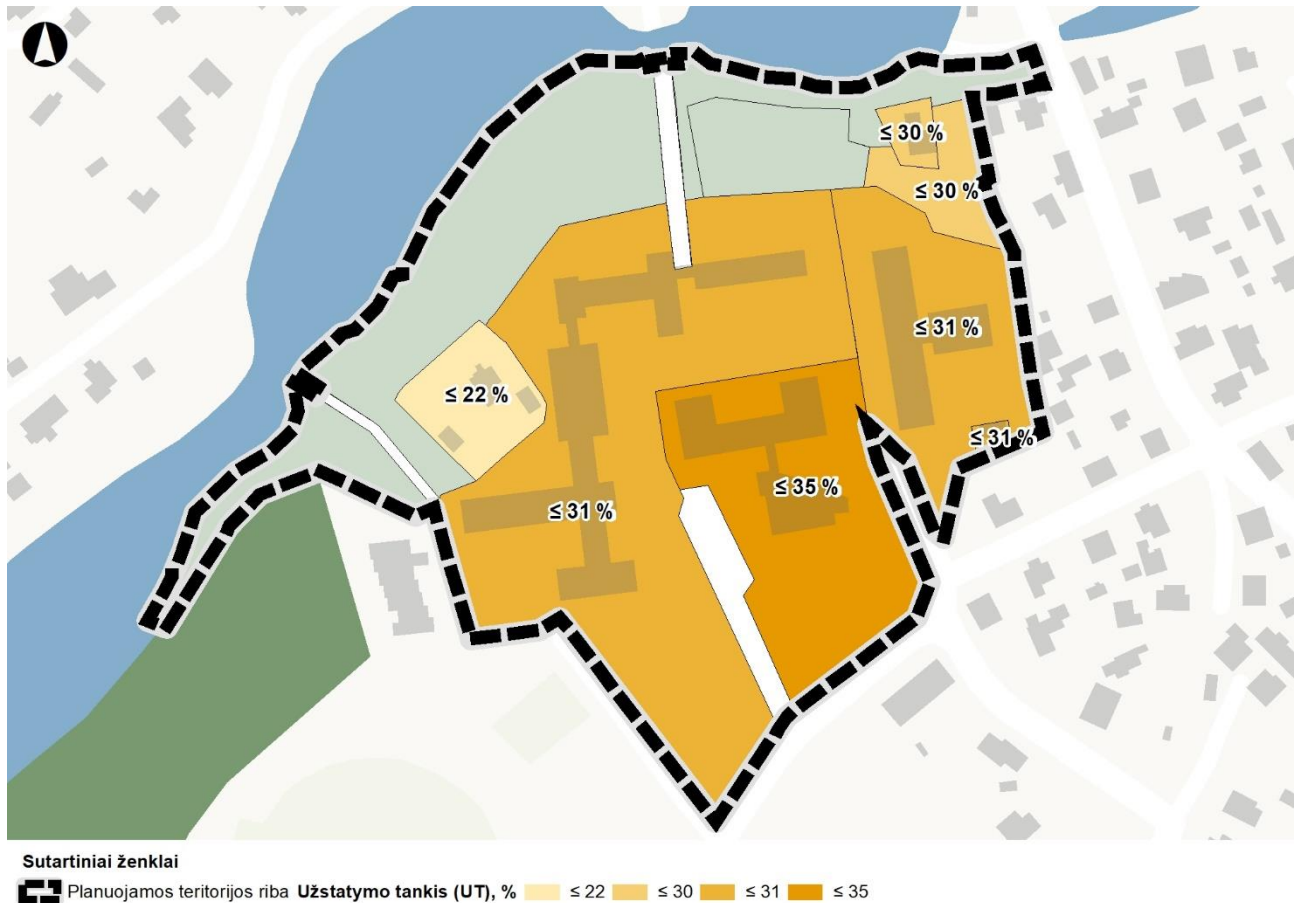 ≤ 30 %
≤ 30 %
≤ 31 %
≤ 22 %
≤ 31 %
≤ 35 %
≤ 31 %
Sutartiniai ženklai
Planuojamos teritorijos riba Užstatymo tankis (UT), % ≤ 22 ≤ 30 ≤ 31 ≤ 35